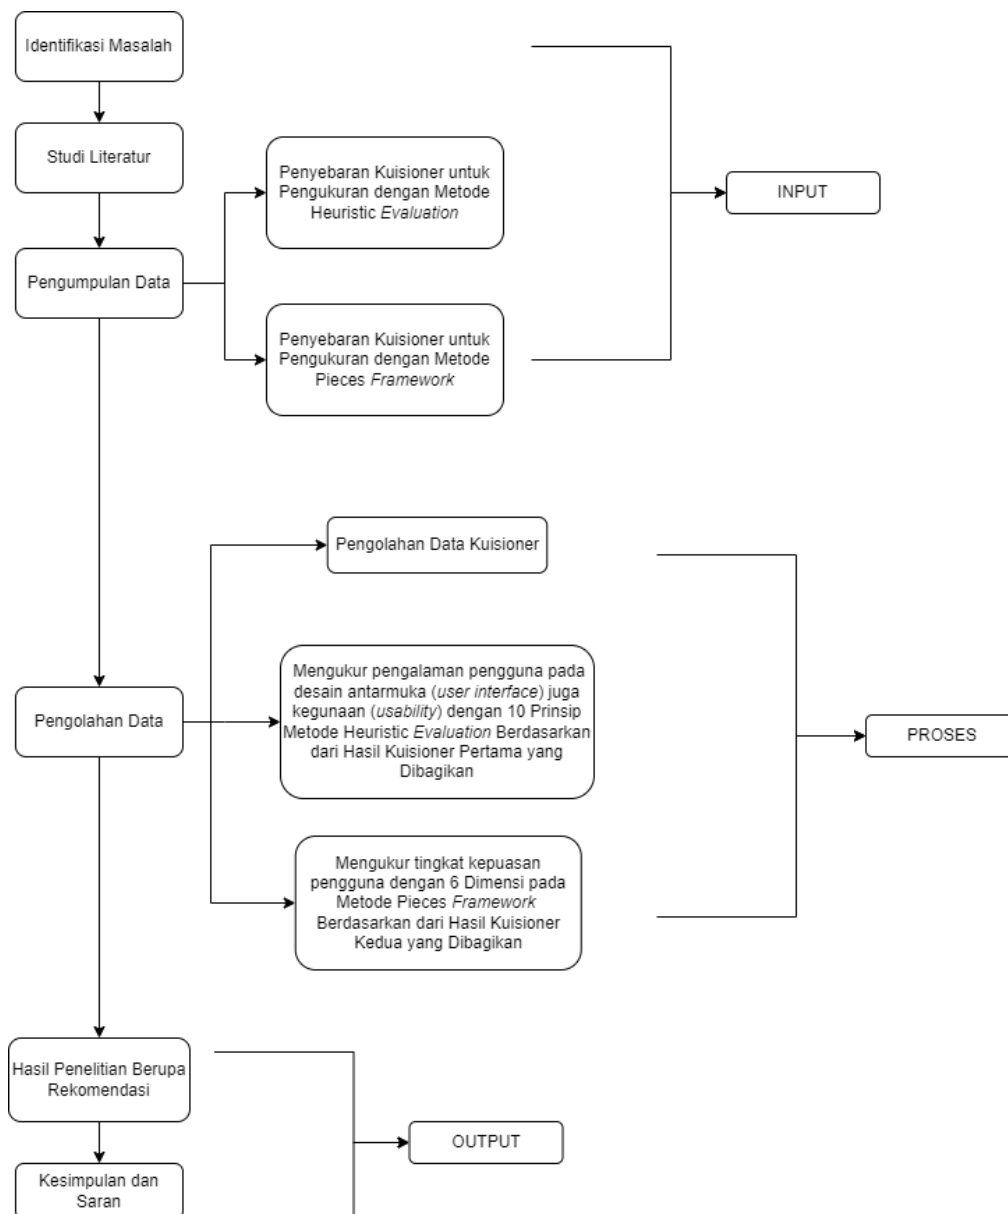 Identifikasi Masalah
Studi Literatur
Penyebaran Kuisioner untuk
Pengukuran dengan Metode
Heuristic Evaluation
INPUT
Pengumpulan Data
Penyebaran Kuisioner untuk
Pengukuran dengan Metode
Pieces Framework
Pengolahan Data Kuisioner
Pengolahan Data
Mengukur pengalaman pengguna pada
desain antarmuka (user interface) juga
kegunaan (usability) dengan 10 Prinsip
Metode Heuristic Evaluation Berdasarkan
dari Hasil Kuisioner Pertama yang
Dibagikan
PROSES
Mengukur tingkat kepuasan
pengguna dengan 6 Dimensi pada
Metode Pieces Framework
Berdasarkan dari Hasil Kuisioner
Kedua yang Dibagikan
Hasil Penelitian Berupa
Rekomendasi
OUTPUT
Kesimpulan dan
Saran